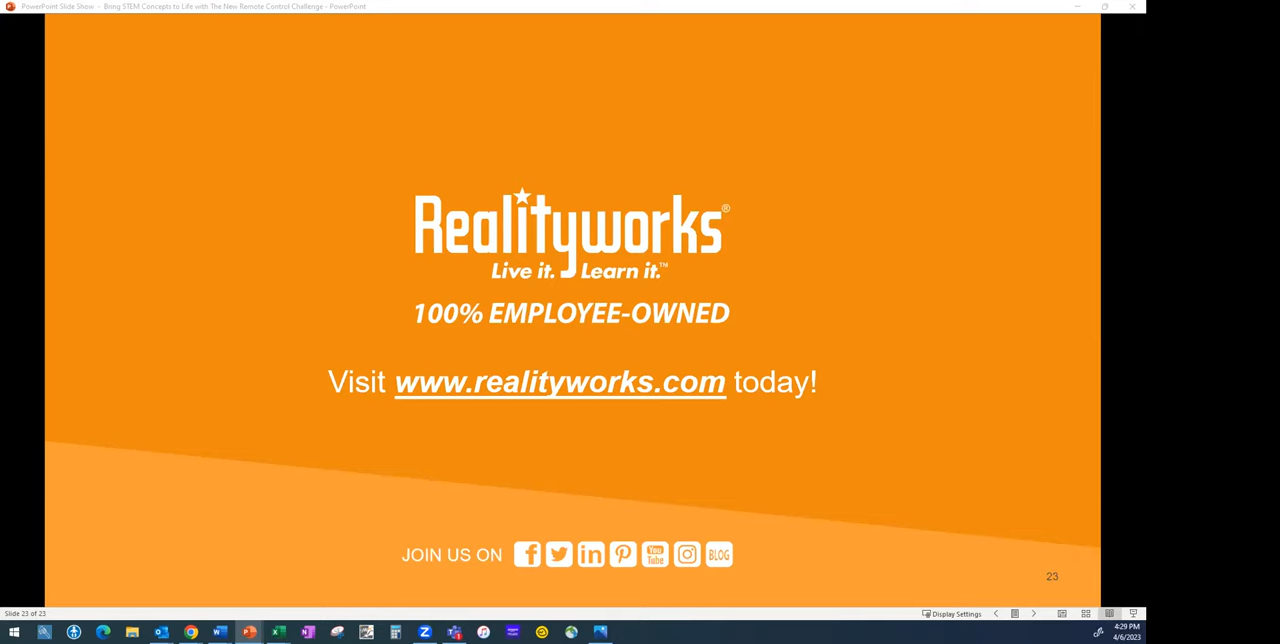 PowerPoint Slide Show - Bring STEM Concepts to Life with The New Remote Control Challenge - PowerPoint
Realityworks®
Live it. Learn it.™
100% EMPLOYEE-OWNED
Visit www.realityworks.com today!
JOIN US ON
You Tube
BLOG
23
Slide 23 of 23
Display Settings
4:29 PM
4/6/2023